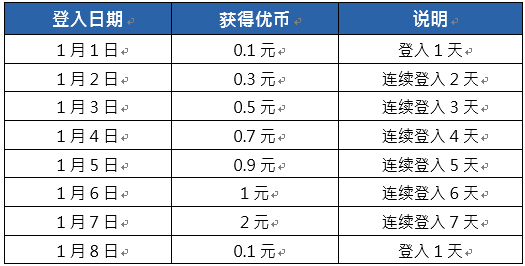 登入日期 获得优币 说明
1月1日 0.1元 登入1天
1月2日 0.3元 连续登入2天
1月3日 0.5元 连续登入3天
1月4日 0.7元 连续登入4天
1月5日 0.9元 连续登入5天
1月6日 1元 连续登入6天
1月7日 2元 连续登入7天
1月8日 0.1元 登入1天